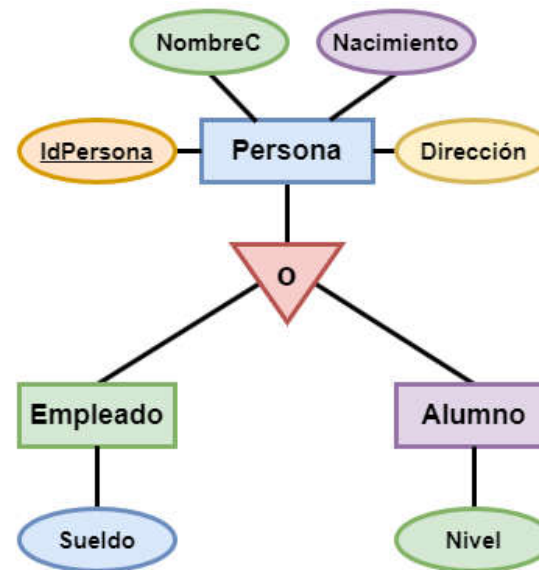 NombreC
Nacimiento
IdPersona
Persona
Dirección
O
Empleado
Alumno
Sueldo
Nivel